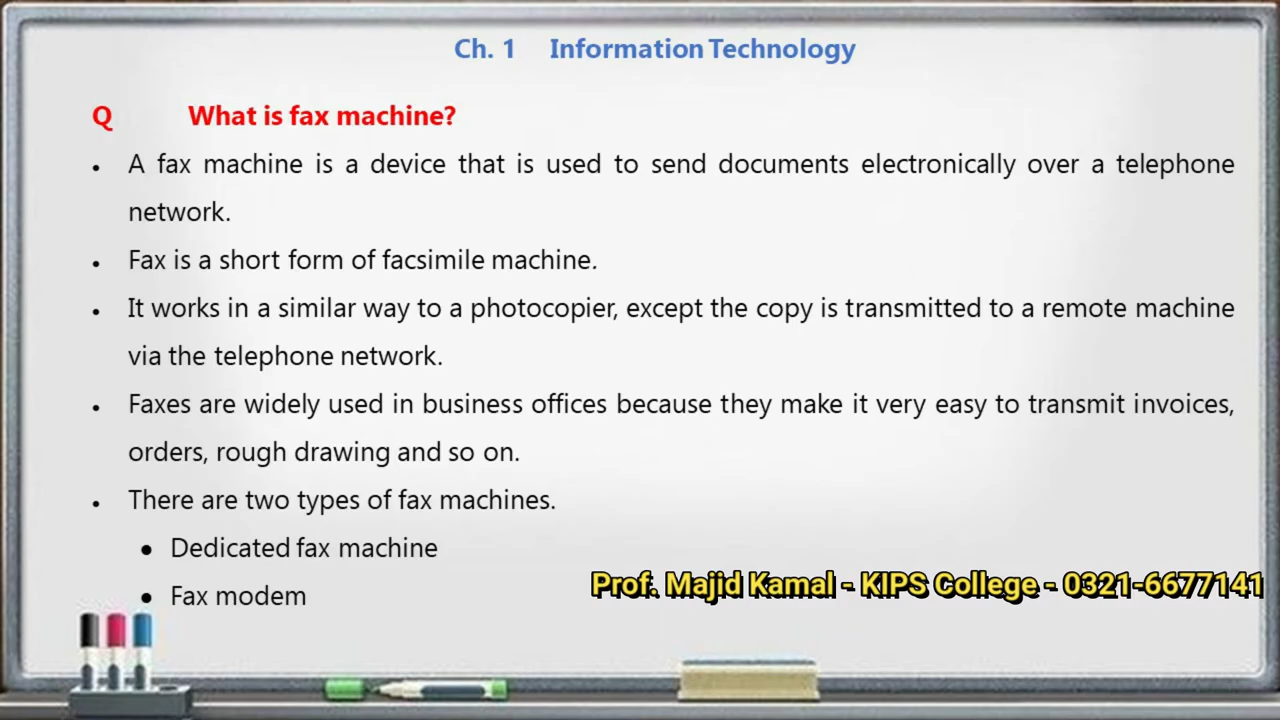 Ch. 1 Information Technology
Q What is fax machine?
• A fax machine is a device that is used to send documents electronically over a telephone
network.
• Fax is a short form of facsimile machine.
• It works in a similar way to a photocopier, except the copy is transmitted to a remote machine
via the telephone network.
• Faxes are widely used in business offices because they make it very easy to transmit invoices,
orders, rough drawing and so on.
• There are two types of fax machines.
• Dedicated fax machine
• Fax modem
Prof. Majid Kamal - KIPS College - 0321-6677141